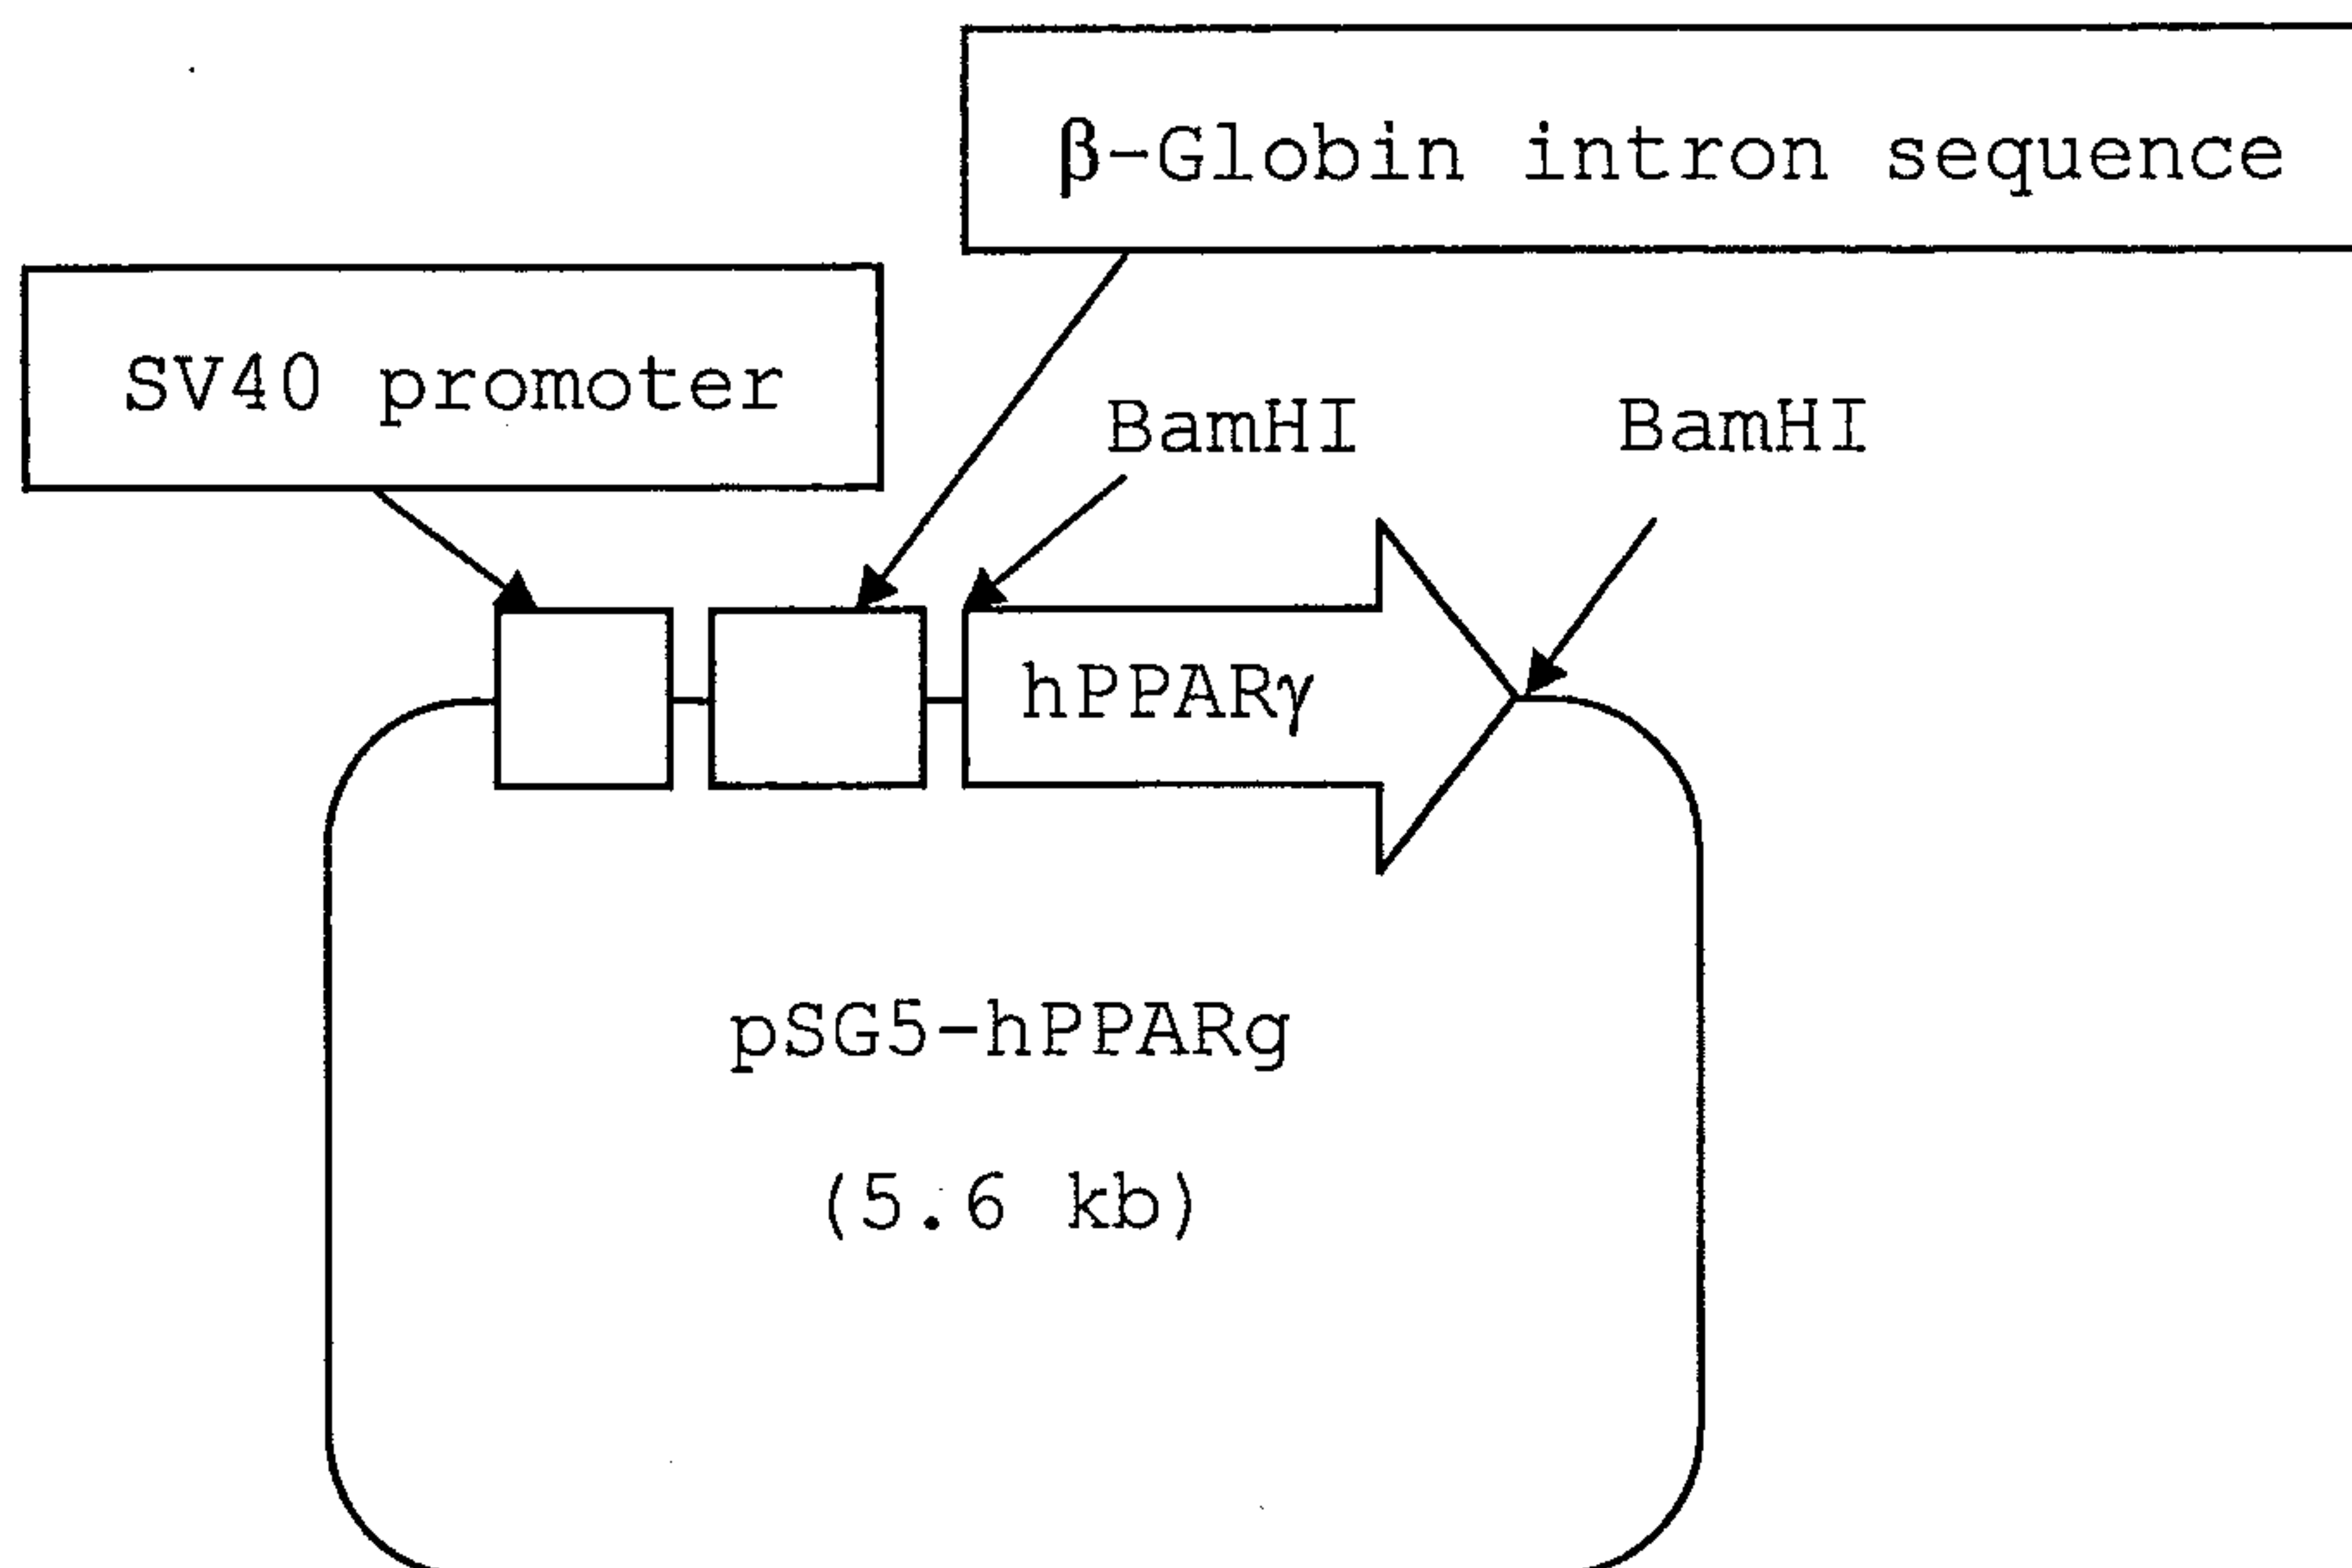 β-Globin intron sequence
SV40 promoter
BamHI
BamHI
hPPARγ
pSG5-hPPARg
(5.6 kb)